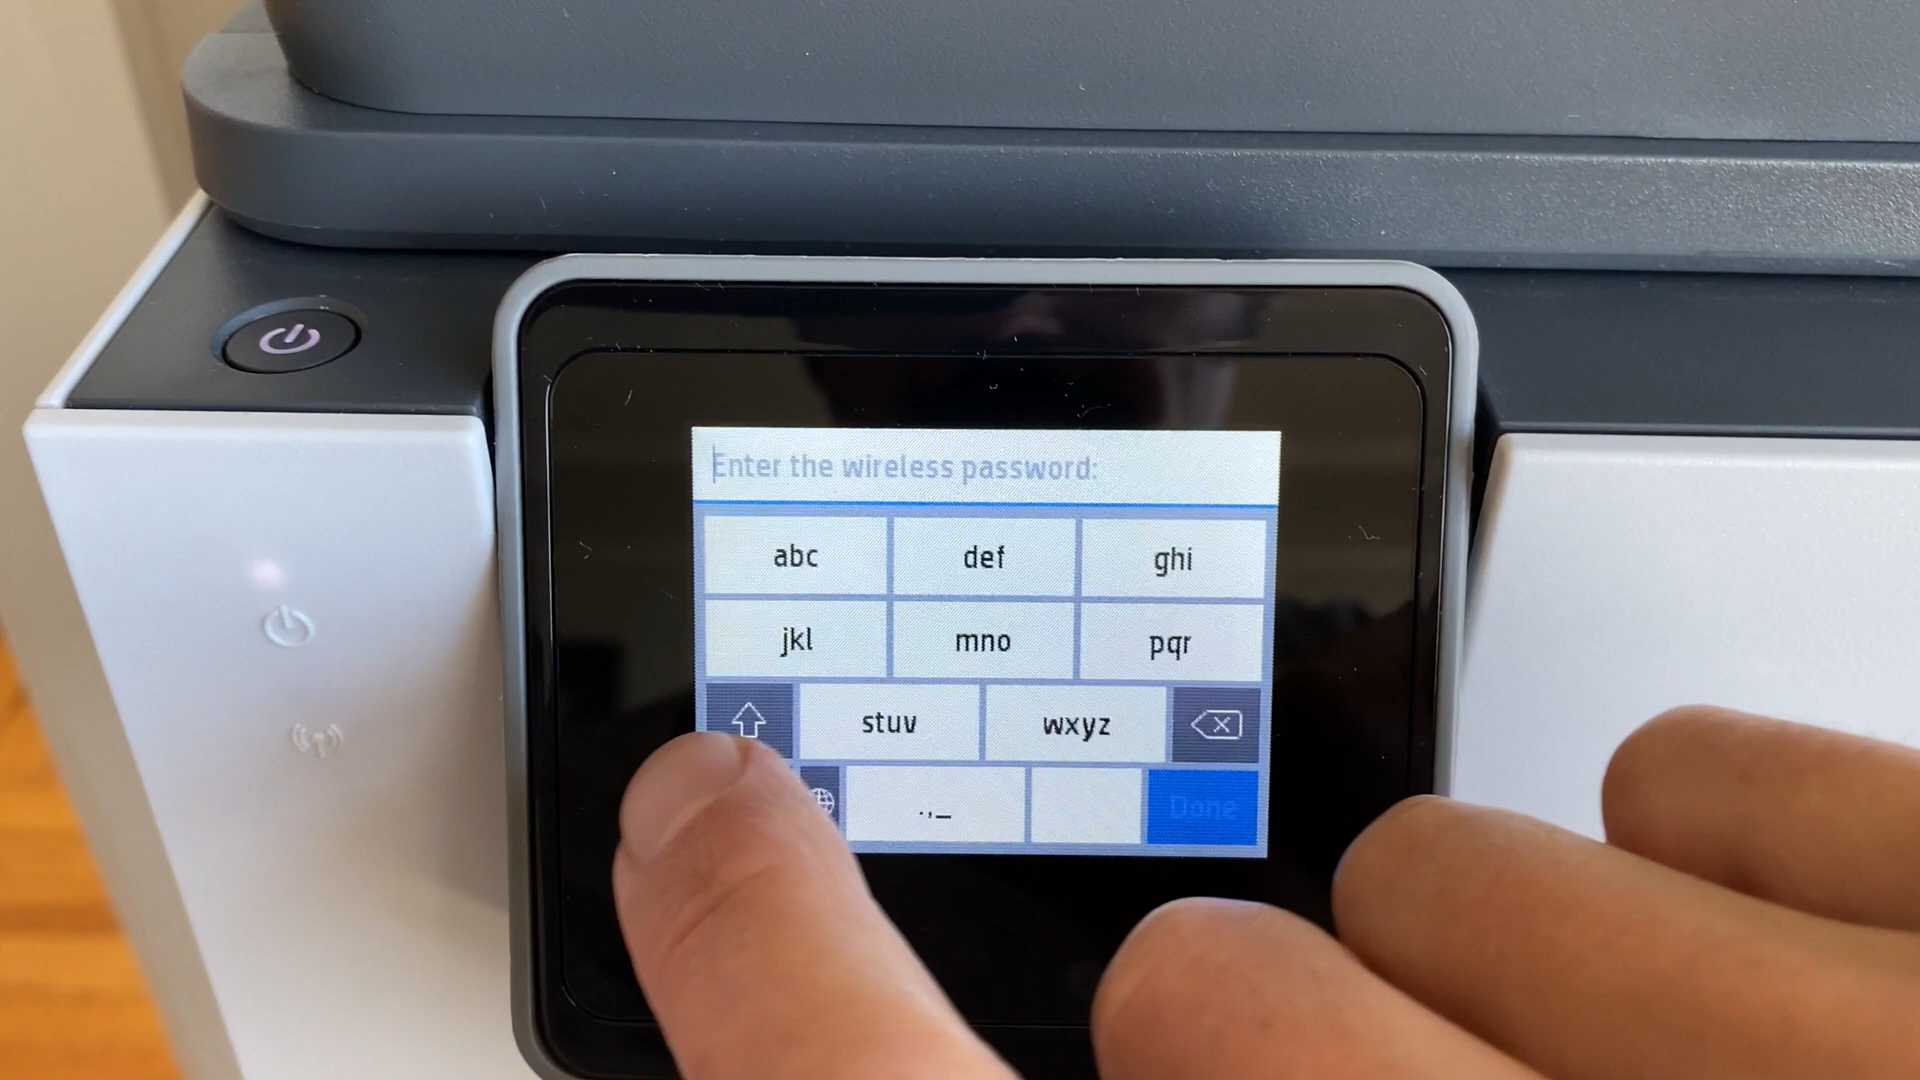 Enter the wireless password:
abc def ghi
jkl mno pqr
stuv wxyz
.,_ Done